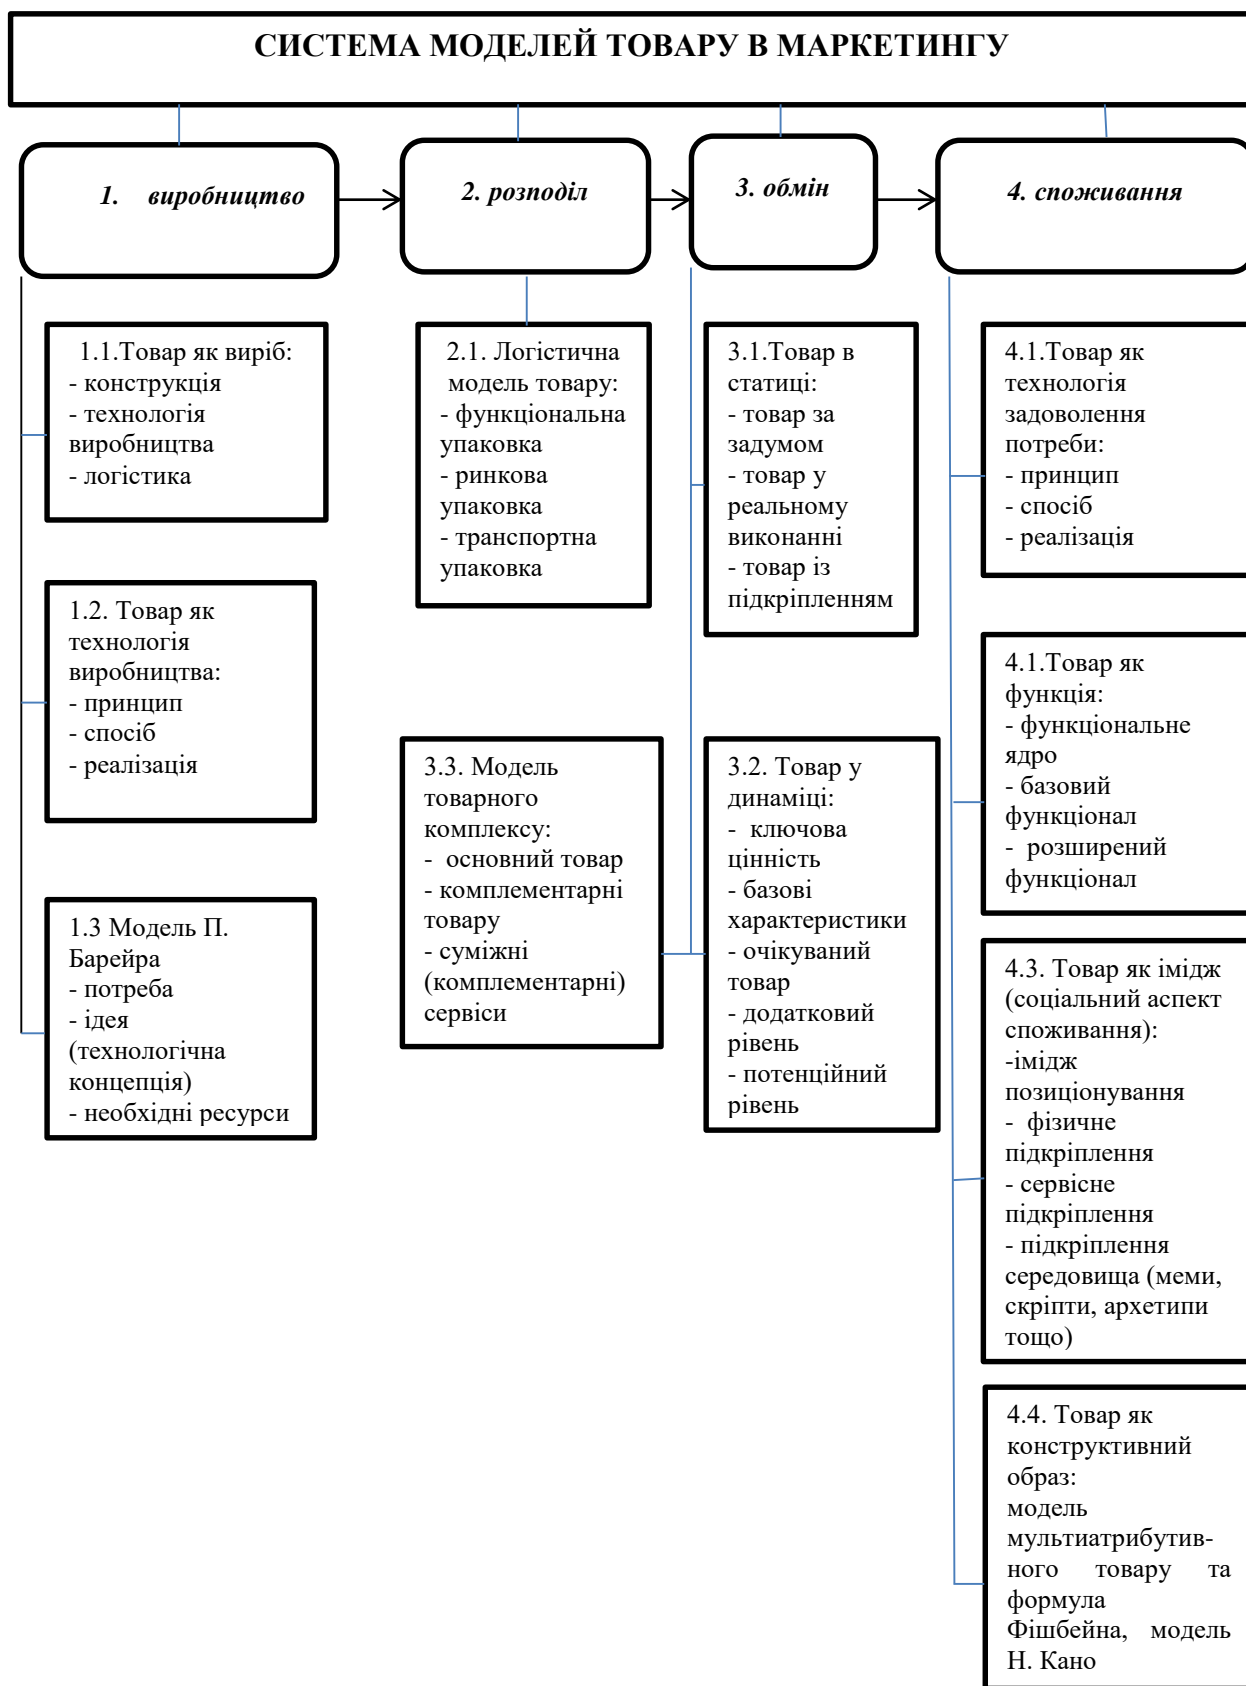 СИСТЕМА МОДЕЛЕЙ ТОВАРУ В МАРКЕТИНГУ
1. виробництво
2. розподіл
3. обмін
4. споживання
1.1.Товар як виріб:
- конструкція
- технологія
виробництва
- логістика
1.2. Товар як
технологія
виробництва:
- принцип
- спосіб
- реалізація
1.3 Модель П.
Барейра
- потреба
- ідея
(технологічна
концепція)
- необхідні ресурси
2.1. Логістична
модель товару:
- функціональна
упаковка
- ринкова
упаковка
- транспортна
упаковка
3.3. Модель
товарного
комплексу:
- основний товар
- комплементарні
товару
- суміжні
(комплементарні)
сервіси
3.1.Товар в
статиці:
- товар за
задумом
- товар у
реальному
виконанні
- товар із
підкріпленням
3.2. Товар у
динаміці:
- ключова
цінність
- базові
характеристики
- очікуваний
товар
- додатковий
рівень
- потенційний
рівень
4.1.Товар як
технологія
задоволення
потреби:
- принцип
- спосіб
- реалізація
4.1.Товар як
функція:
- функціональне
ядро
- базовий
функціонал
- розширений
функціонал
4.3. Товар як імідж
(соціальний аспект
споживання):
-імідж
позиціонування
- фізичне
підкріплення
- сервісне
підкріплення
- підкріплення
середовища (меми,
скріпти, архетипи
тощо)
4.4. Товар як
конструктивний
образ:
модель
мультиатрибутив-
ного товару та
формула
Фішбейна, модель
Н. Кано